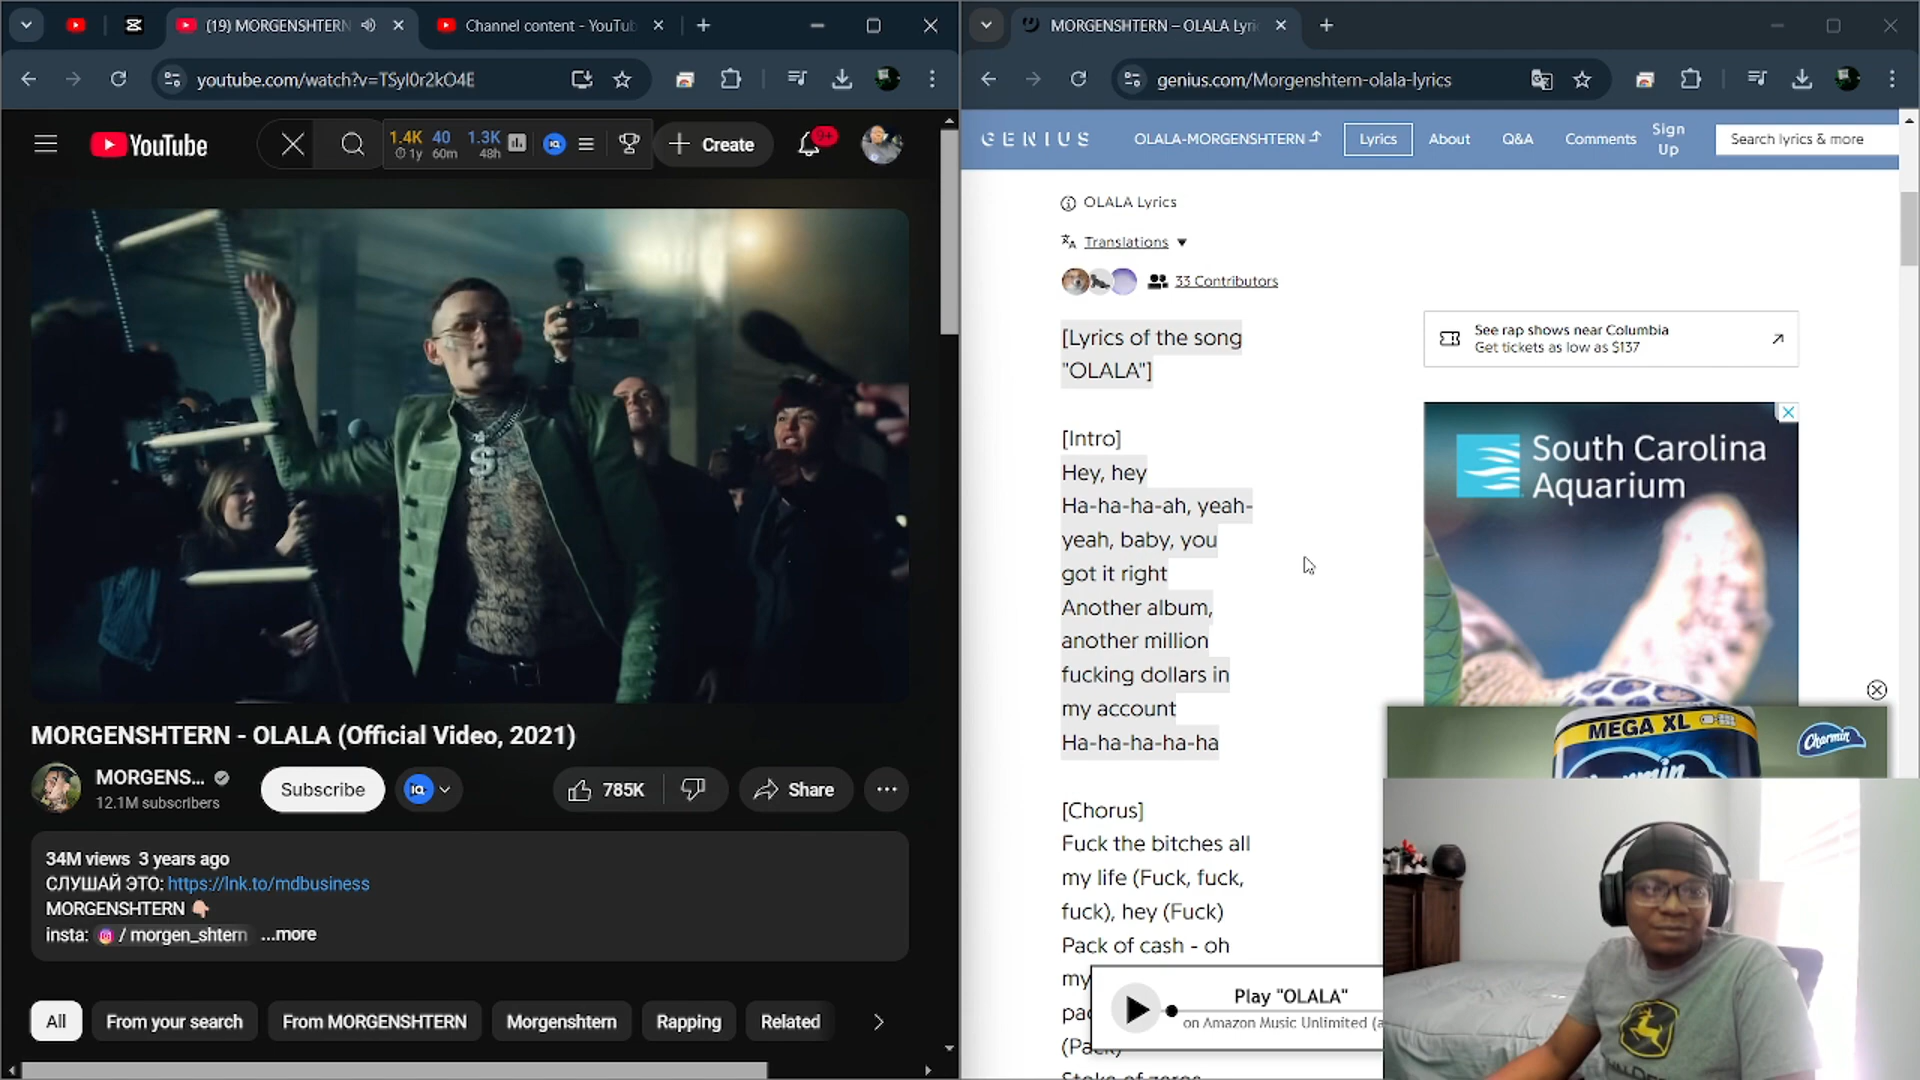 (19) MORGENSHTERN
Channel content - YouTub
youtube.com/watch?v=TSyl0r2kO4E
YouTube
1.4K 40 1.3K
1y 60m 48h
Create
9+
MORGENSHTERN - OLALA (Official Video, 2021)
MORGENS...
12.1M subscribers
Subscribe
785K
Share
34M views 3 years ago
СЛУШАЙ ЭТО: https://lnk.to/mdbusiness
MORGENSHTERN
insta: / morgen_shtern ...more
All
From your search
From MORGENSHTERN
Morgenshtern
Rapping
Related
MORGENSHTERN – OLALA Lyri
genius.com/Morgenshtern-olala-lyrics
GENIUS
OLALA-MORGENSHTERN
Lyrics
About
Q&A
Comments
Sign
Up
Search lyrics & more
OLALA Lyrics
Translations
33 Contributors
[Lyrics of the song
"OLALA"]
[Intro]
Hey, hey
Ha-ha-ha-ah, yeah-
yeah, baby, you
got it right
Another album,
another million
fucking dollars in
my account
Ha-ha-ha-ha-ha
[Chorus]
Fuck the bitches all
my life (Fuck, fuck,
fuck), hey (Fuck)
Pack of cash - oh
my
(Pack)
Play "OLALA"
on Amazon Music Unlimited (a
See rap shows near Columbia
Get tickets as low as $137
South Carolina
Aquarium
MEGA XL
Charmin